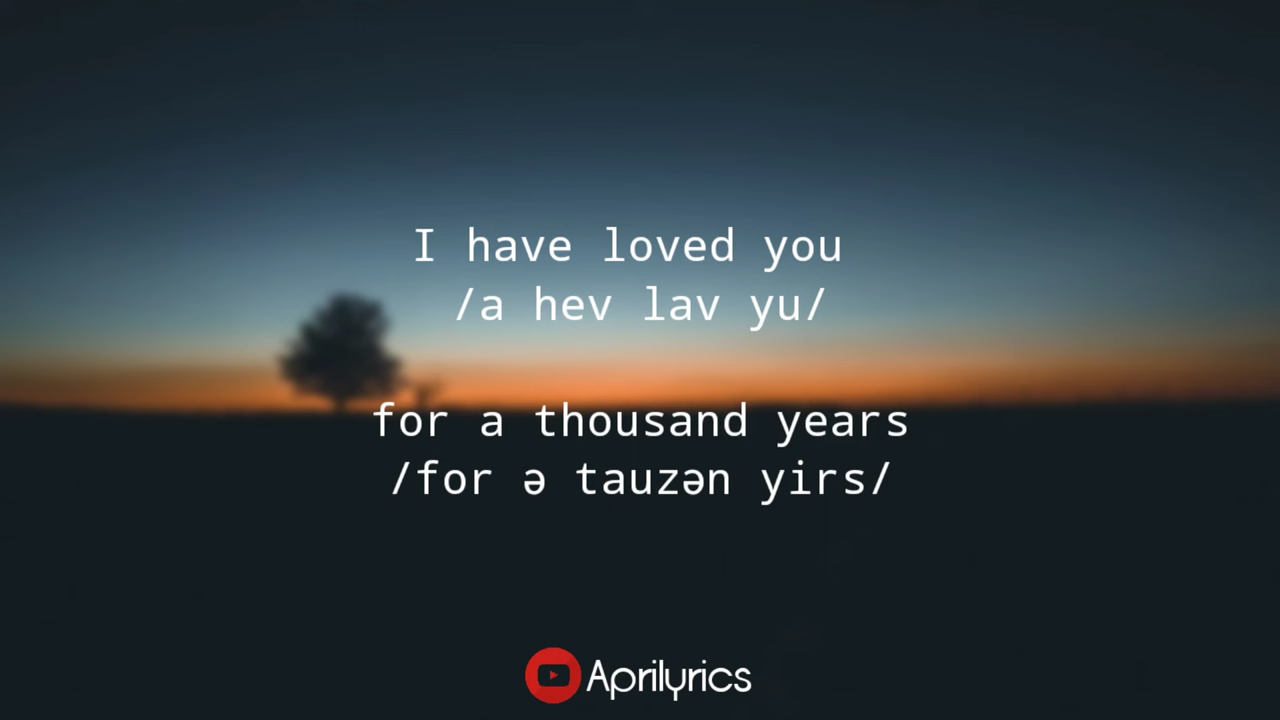 I have loved you
/a hev lav yu/
for a thousand years
/for ə tauzən yirs/
Aprilyrics